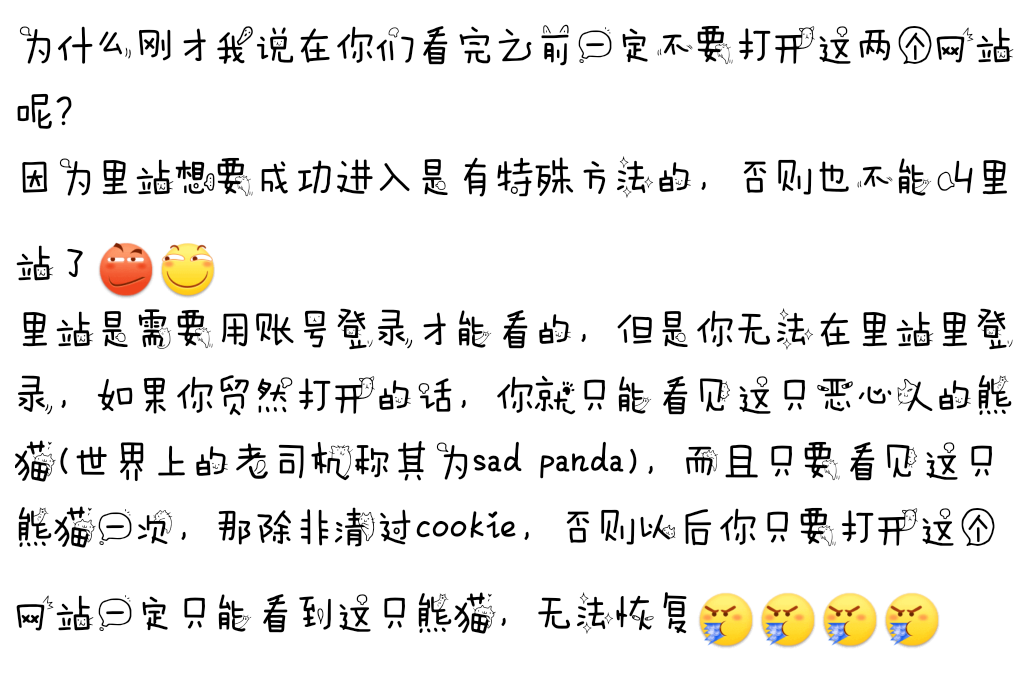 为什么刚才我说在你们看完之前一定不要打开这两个网站
呢?
因为里站想要成功进入是有特殊方法的，否则也不能叫里
站了
里站是需要用账号登录才能看的，但是你无法在里站里登
录，如果你贸然打开的话，你就只能看见这只恶心人的熊
猫(世界上的老司机称其为sad panda)，而且只要看见这只
熊猫一次，那除非清过cookie，否则以后你只要打开这个
网站一定只能看到这只熊猫，无法恢复